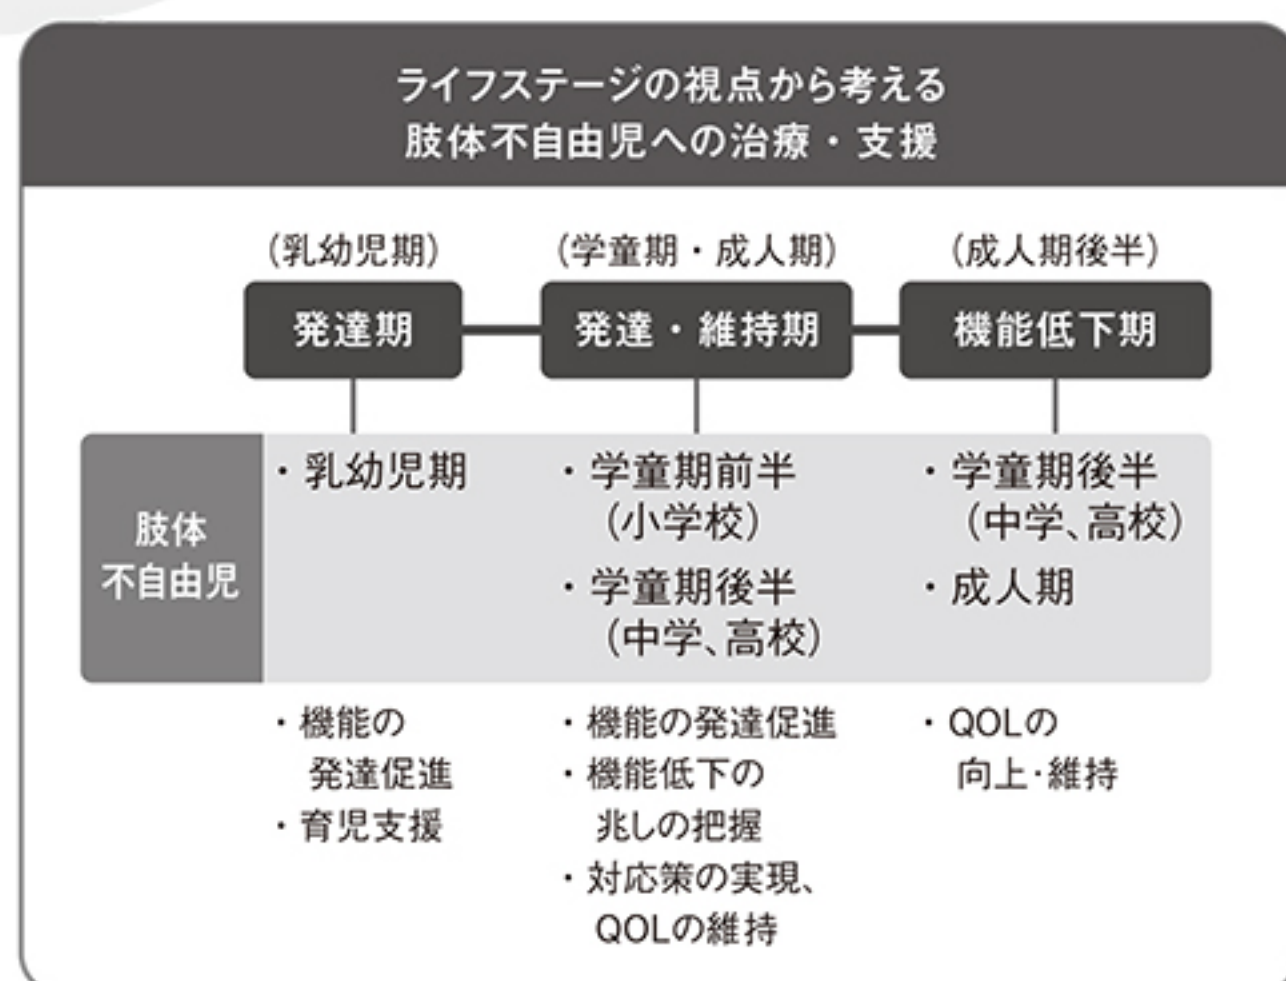 ライフステージの視点から考える
肢体不自由児への治療・支援
(乳幼児期)
(学童期・成人期)
(成人期後半)
発達期
発達・維持期
機能低下期
肢体
不自由児
・乳幼児期
・学童期前半
(小学校)
・学童期後半
(中学、高校)
・学童期後半
(中学、高校)
・成人期
・機能の
発達促進
・育児支援
・機能の発達促進
・機能低下の
兆しの把握
・対応策の実現、
QOLの維持
・QOLの
向上・維持